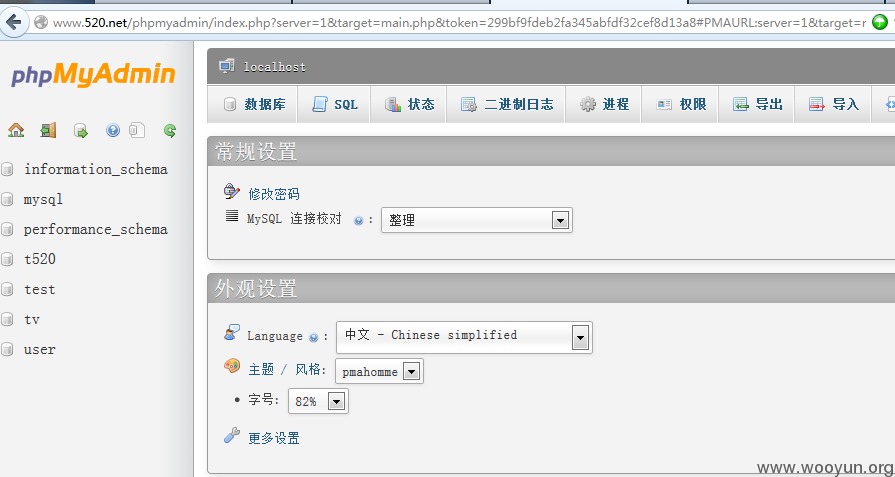 www.520.net/phpmyadmin/index.php?server=1&target=main.php&token=299bf9fdeb2fa345abfdf32cef8d13a8#PMAURL:server=1&target=r
phpMyAdmin
localhost
数据库 SQL 状态 二进制日志 进程 权限 导出 导入
information_schema
mysql
performance_schema
t520
test
tv
user
常规设置
修改密码
MySQL 连接校对 : 整理
外观设置
Language : 中文 - Chinese simplified
主题 / 风格: pmahomme
字号: 82%
更多设置
www.wooyun.org